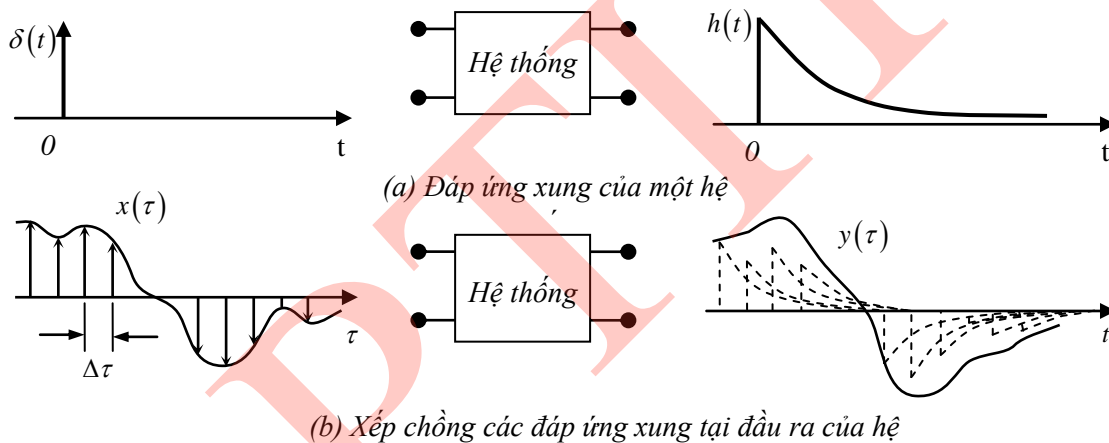 δ(t)
0
t
Hệ thống
h(t)
0
t
(a) Đáp ứng xung của một hệ
x(τ)
Δτ
τ
Hệ thống
y(τ)
t
(b) Xếp chồng các đáp ứng xung tại đầu ra của hệ